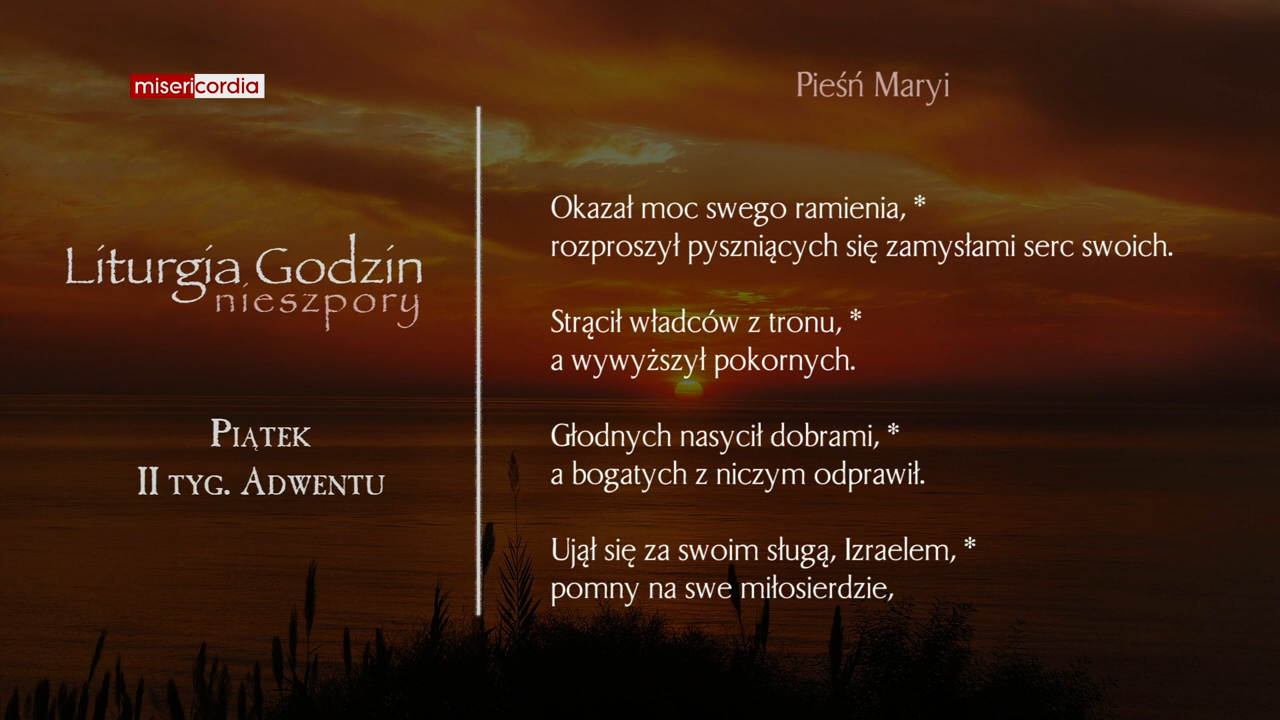 misericordia
Pieśń Maryi
Liturgia Godzin
nieszpory
Piątek
II tyg. Adwentu
Okazał moc swego ramienia, *
rozproszył pyszniących się zamysłami serc swoich.
Strącił władców z tronu, *
a wywyższył pokornych.
Głodnych nasycił dobrami, *
a bogatych z niczym odprawił.
Ujął się za swoim sługą, Izraelem, *
pomny na swe miłosierdzie,